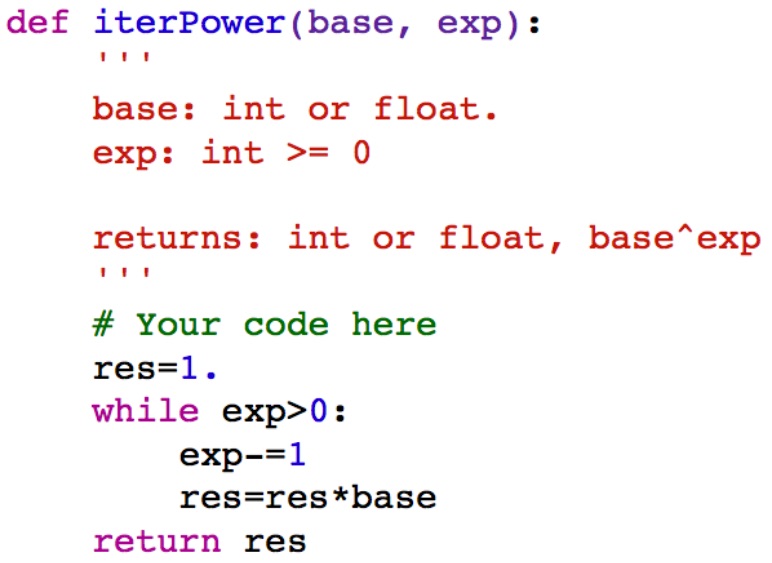 def iterPower(base, exp):
    '''
    base: int or float.
    exp: int >= 0

    returns: int or float, base^exp
    '''
    # Your code here
    res=1.
    while exp>0:
        exp-=1
        res=res*base
    return res